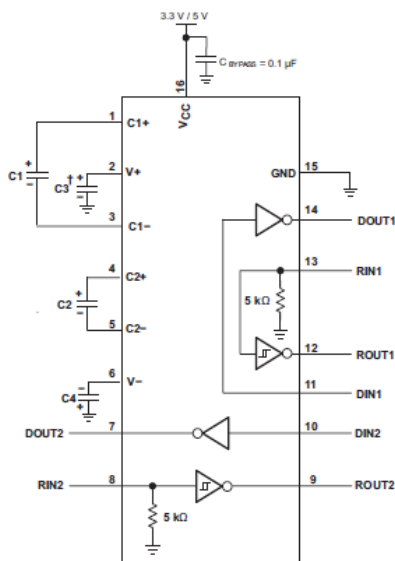 3.3 V / 5 V
C BYPASS = 0.1 µF
16
VCC
1
C1+
C1
+
−
2
V+
C3†
+
−
3
C1−
4
C2+
C2
+
−
5
C2−
6
V−
C4
−
+
GND
15
14
DOUT1
13
RIN1
5 kΩ
12
ROUT1
11
DIN1
DOUT2
7
10
DIN2
RIN2
8
9
ROUT2
5 kΩ